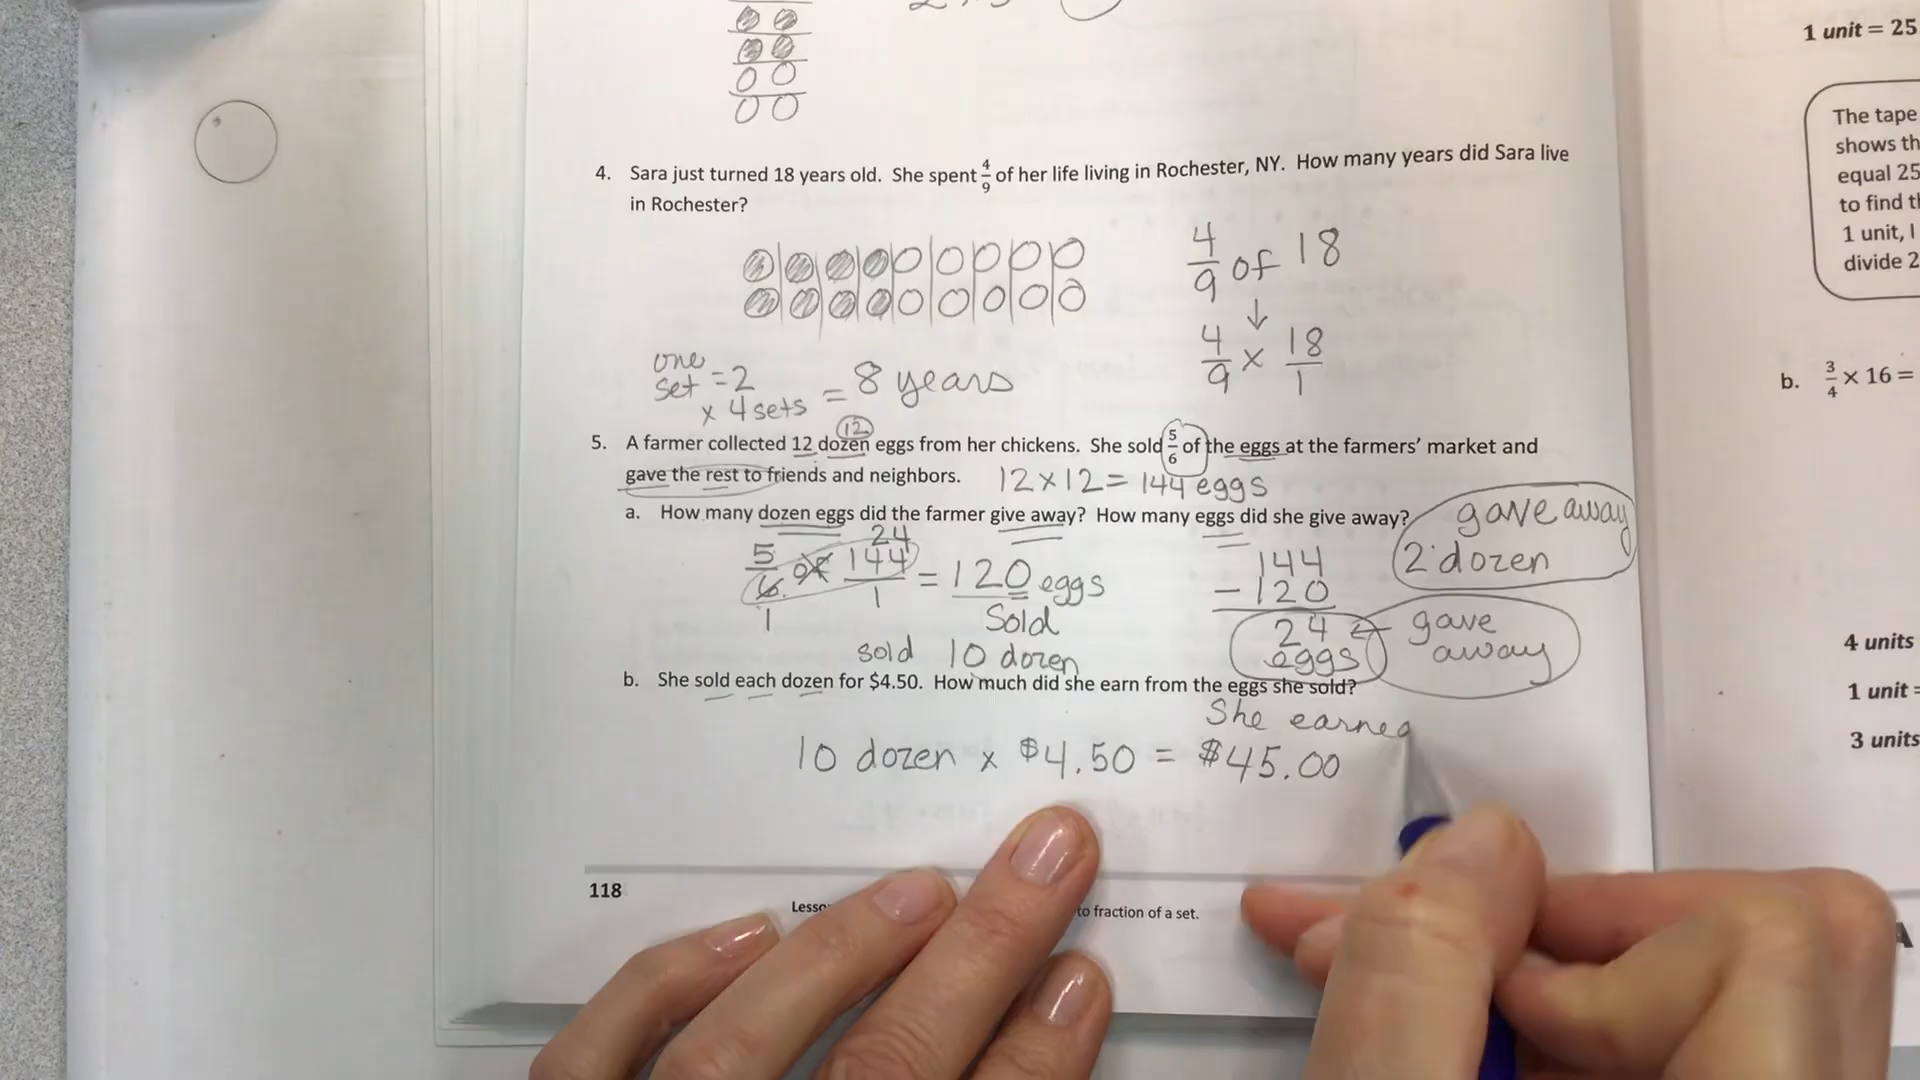 4. Sara just turned 18 years old. She spent 4/9 of her life living in Rochester, NY. How many years did Sara live
in Rochester?
4/9 of 18
↓
4/9 x 18/1
one
set = 2
x 4 sets = 8 years
12
5. A farmer collected 12 dozen eggs from her chickens. She sold 5/6 of the eggs at the farmers' market and
gave the rest to friends and neighbors. 12 x 12 = 144 eggs
a. How many dozen eggs did the farmer give away? How many eggs did she give away?
gave away
2 dozen
24
5/6 of 144/1 = 120 eggs
1
Sold
sold 10 dozen
144
- 120
24 ← gave
eggs away
b. She sold each dozen for $4.50. How much did she earn from the eggs she sold?
She earned
10 dozen x $4.50 = $45.00
118
to fraction of a set.
1 unit = 25
The tape
shows th
equal 25
to find th
1 unit, I
divide 2
b. 3/4 × 16 =
4 units
1 unit =
3 units